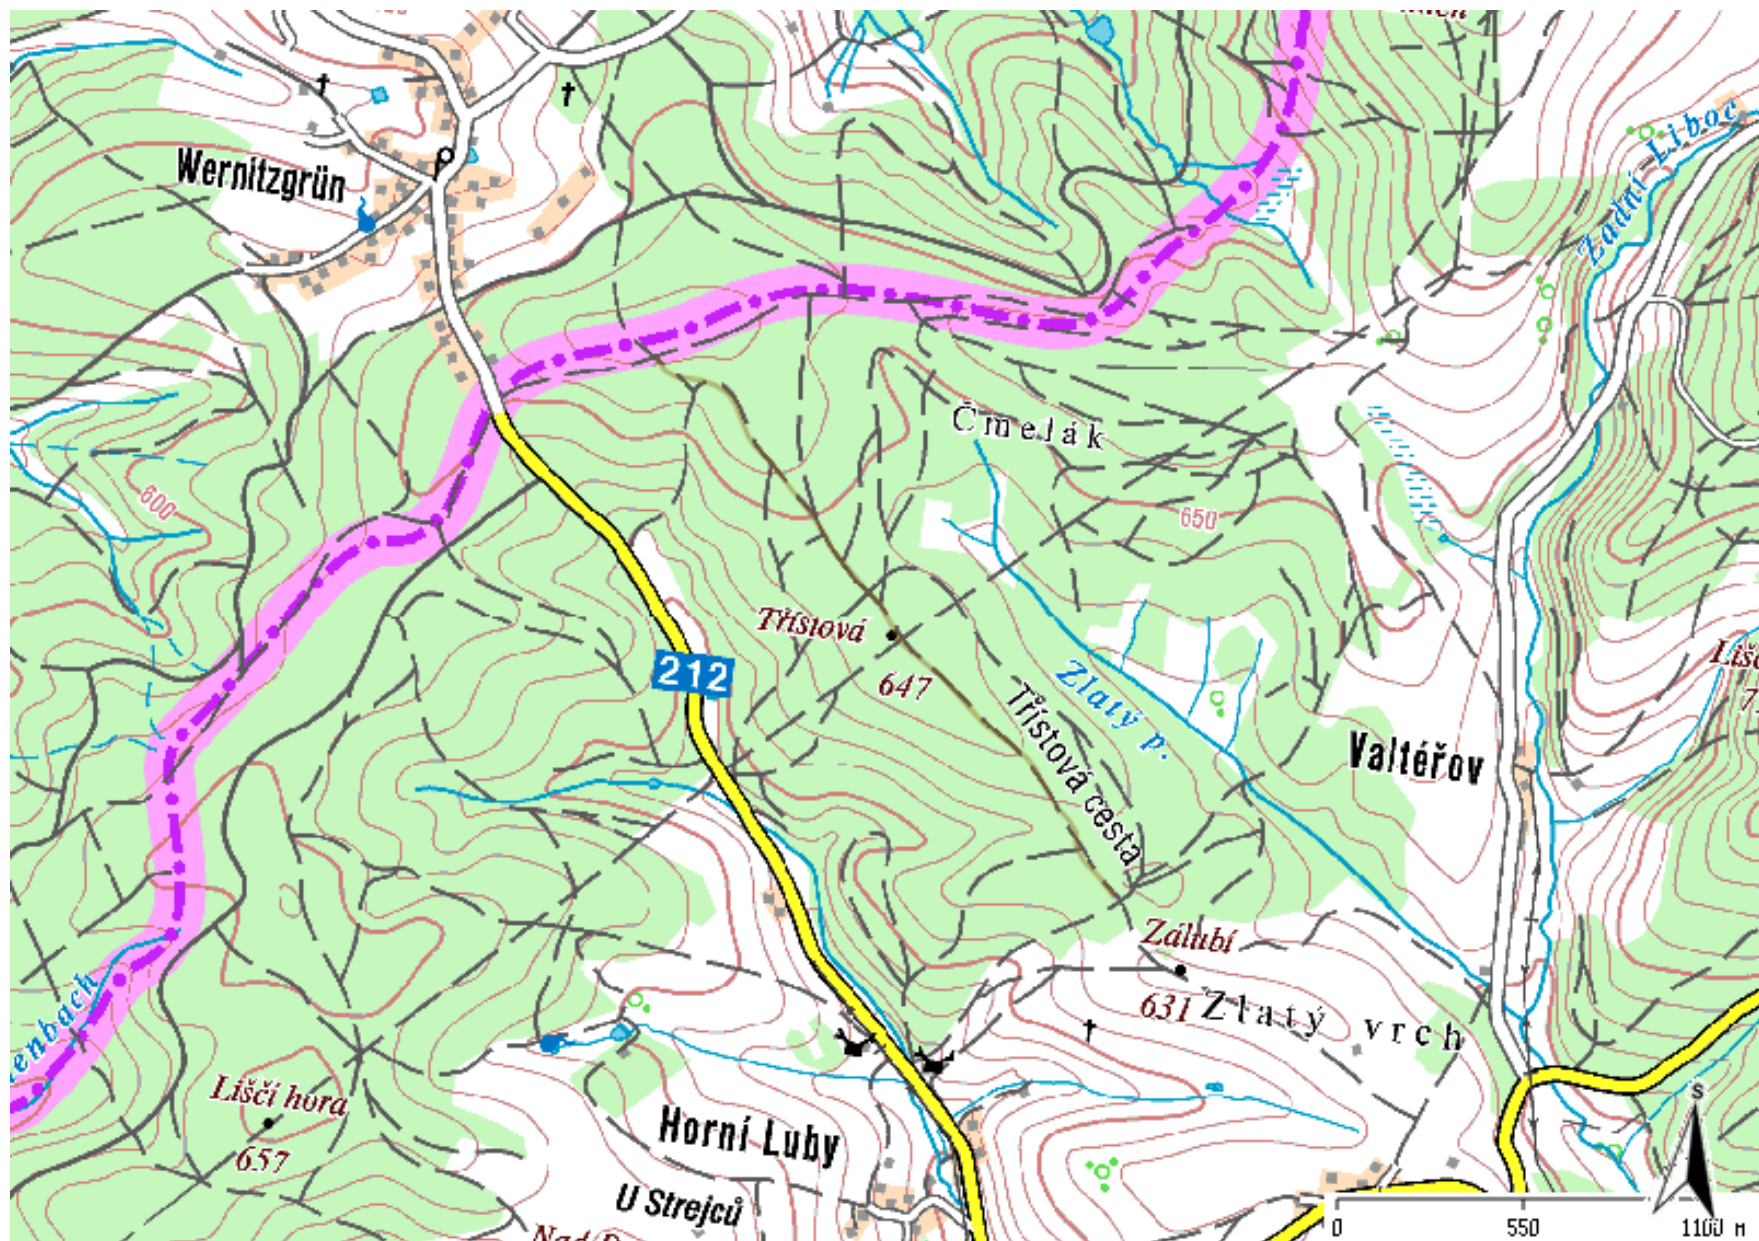 Wernitzgrün
Zadní Liboc
Čmelák
600
650
Třístová
647
212
Zlatý p.
Třístová cesta
Valtéřov
Zálubí
631
Zlatý vrch
Liščí hora
657
Horní Luby
U Strejců
S
0 550 1100 M